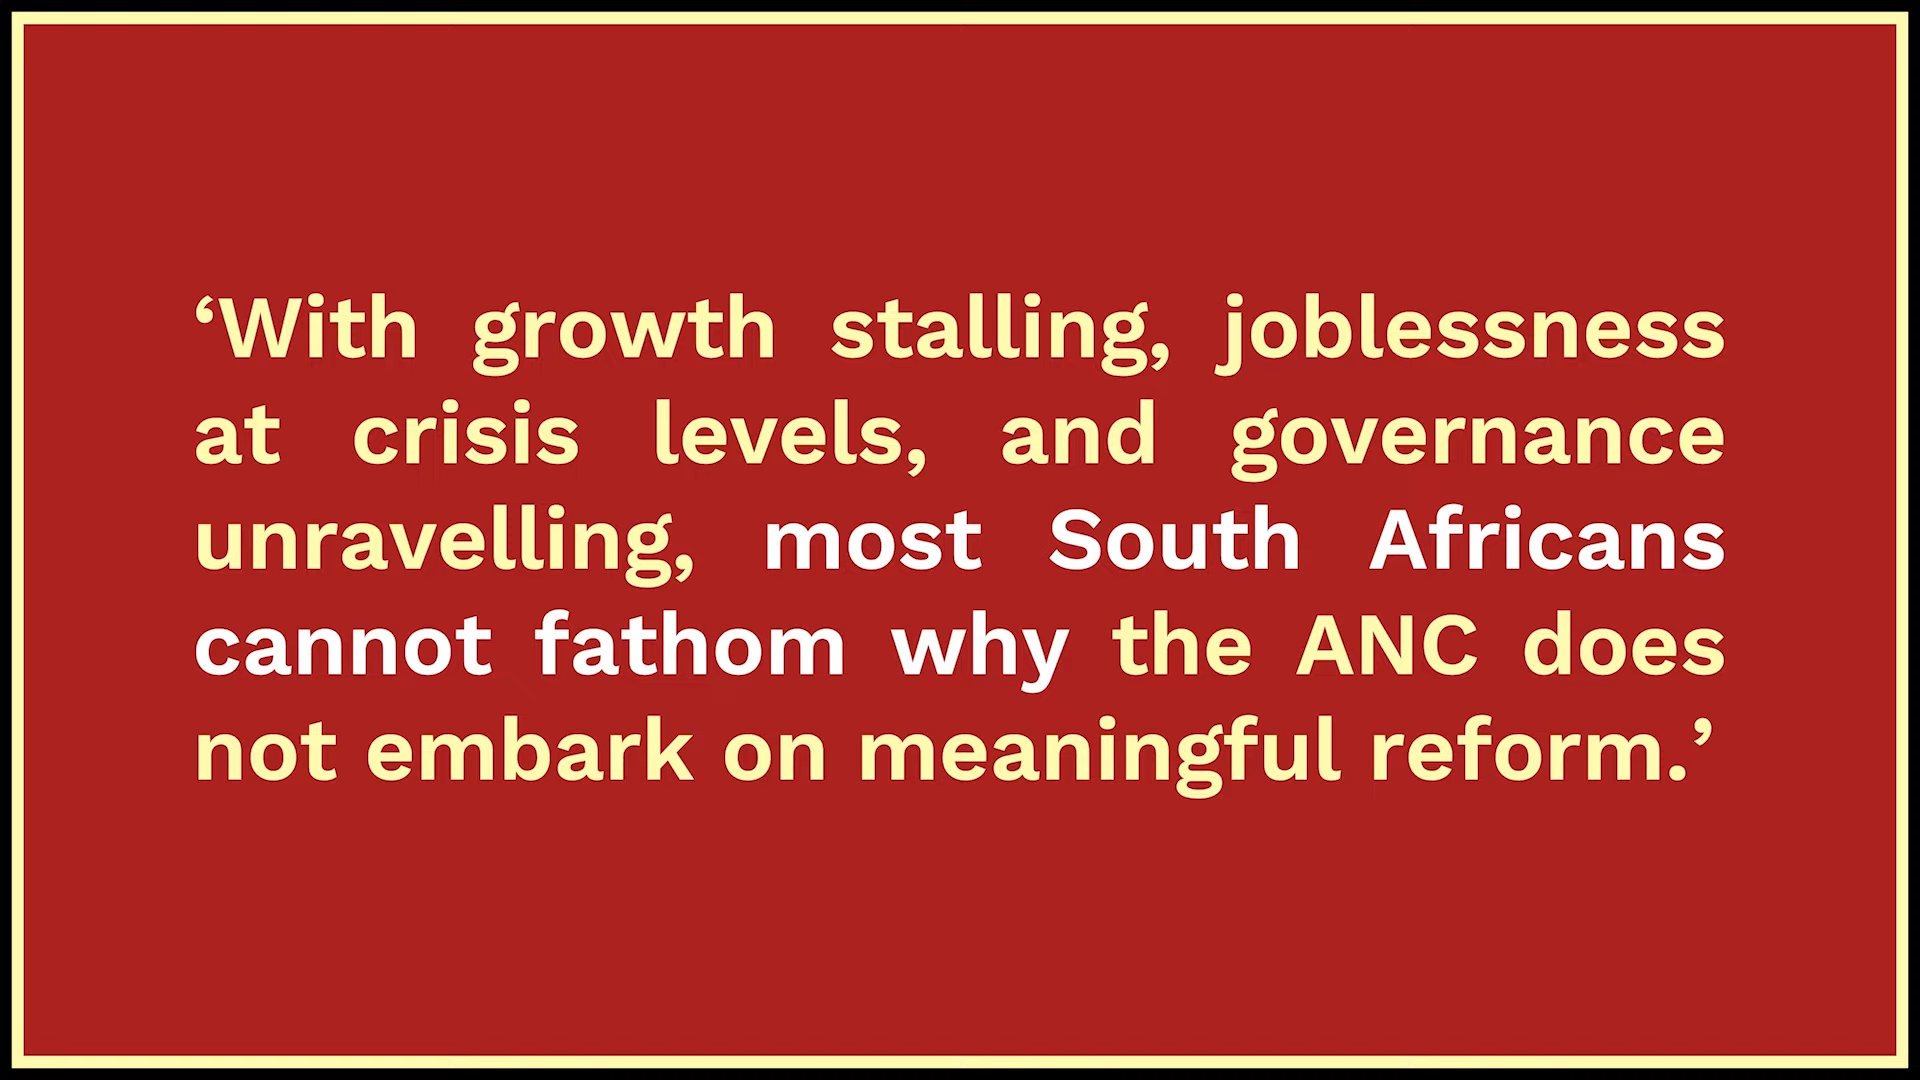 ‘With growth stalling, joblessness
at crisis levels, and governance
unravelling, most South Africans
cannot fathom why the ANC does
not embark on meaningful reform.’